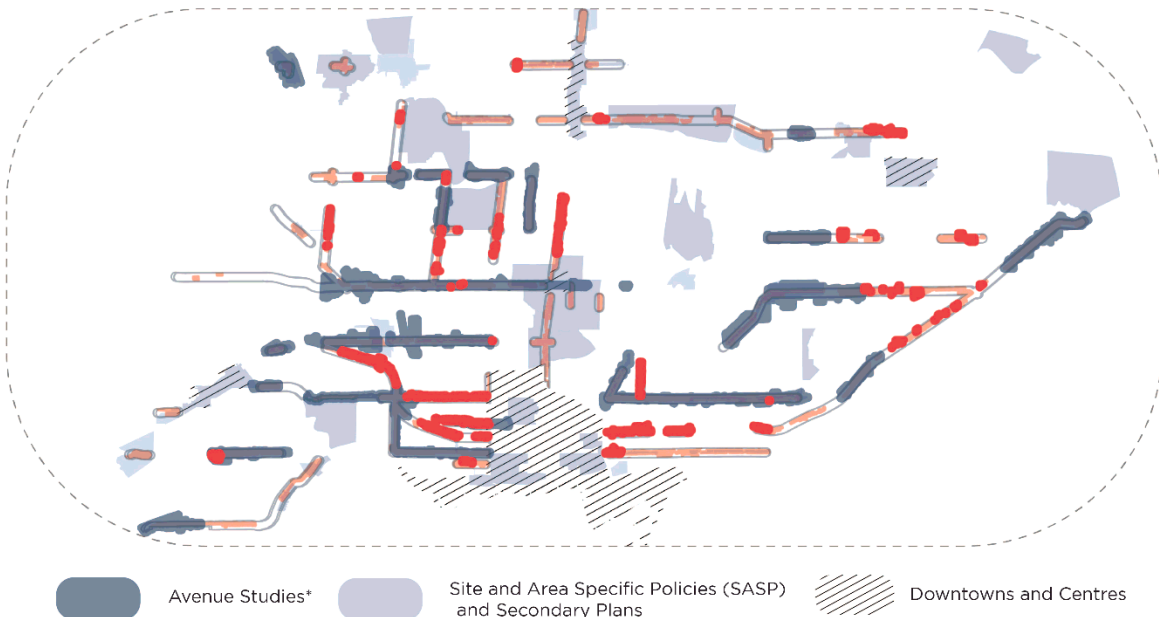 Avenue Studies*
Site and Area Specific Policies (SASP)
and Secondary Plans
Downtowns and Centres